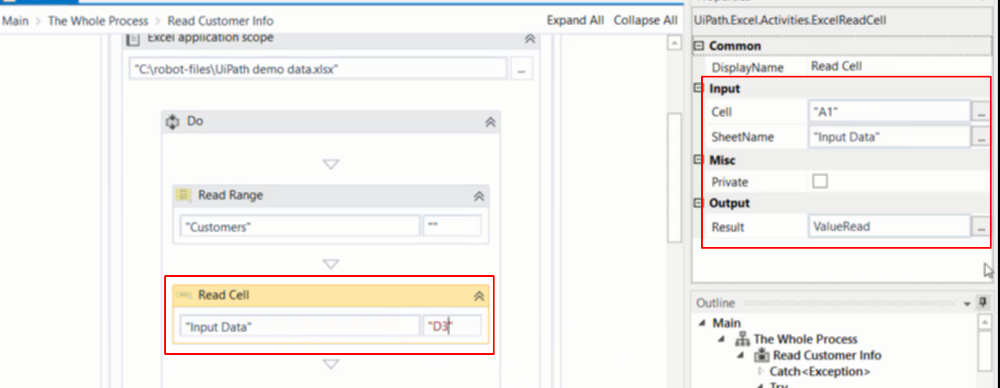 Main > The Whole Process > Read Customer Info
Expand All Collapse All
Excel application scope
"C:\robot-files\UiPath demo data.xlsx"
...
Do
Read Range
"Customers"
""
Read Cell
"Input Data"
"D3"
Properties
UiPath.Excel.Activities.ExcelReadCell
Common
DisplayName Read Cell
Input
Cell "A1" ...
SheetName "Input Data" ...
Misc
Private
Output
Result ValueRead ...
Outline
Main
The Whole Process
Read Customer Info
Catch<Exception>
Try